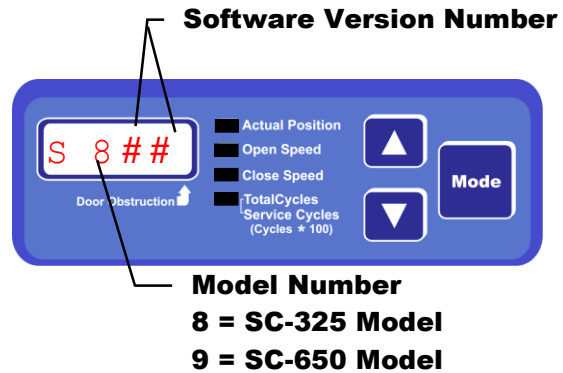 Software Version Number
S 8##
Actual Position
Open Speed
Close Speed
TotalCycles
Service Cycles
(Cycles * 100)
Door Obstruction
▲
▼
Mode
Model Number
8 = SC-325 Model
9 = SC-650 Model